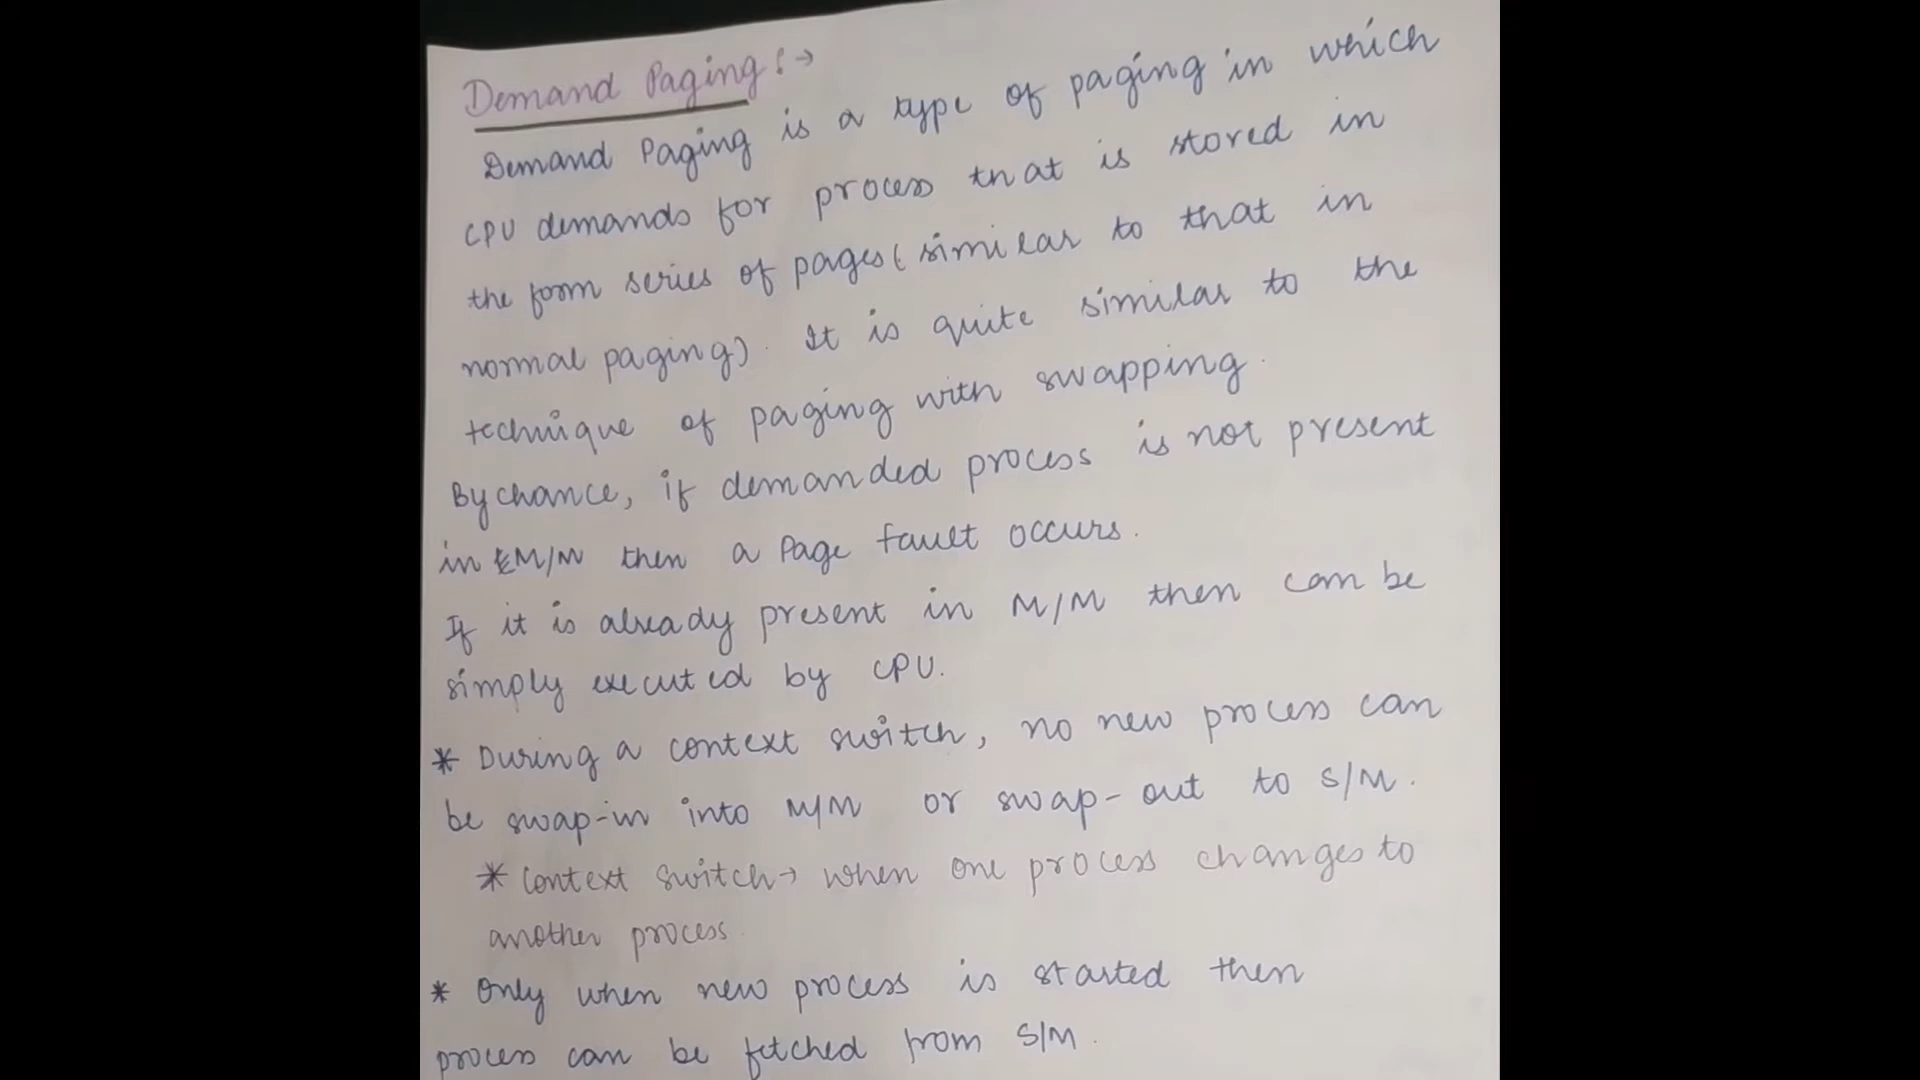 Demand Paging :→
Demand Paging is a type of paging in which
CPU demands for process that is stored in
the form series of pages (similar to that in
normal paging). It is quite similar to the
technique of paging with swapping.
By chance, if demanded process is not present
in M/M then a Page fault occurs.
If it is already present in M/M then can be
simply executed by CPU.
* During a context switch, no new process can
be swap-in into M/M or swap-out to S/M.
* Context switch → when one process changes to
another process.
* Only when new process is started then
process can be fetched from S/M.